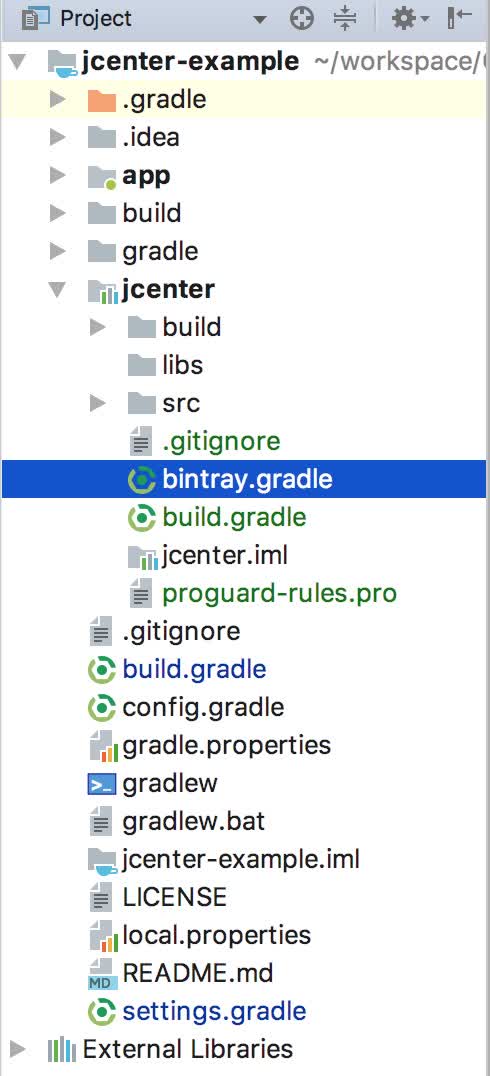 Project
jcenter-example ~/workspace/
.gradle
.idea
app
build
gradle
jcenter
build
libs
src
.gitignore
bintray.gradle
build.gradle
jcenter.iml
proguard-rules.pro
.gitignore
build.gradle
config.gradle
gradle.properties
gradlew
gradlew.bat
jcenter-example.iml
LICENSE
local.properties
MD README.md
settings.gradle
External Libraries